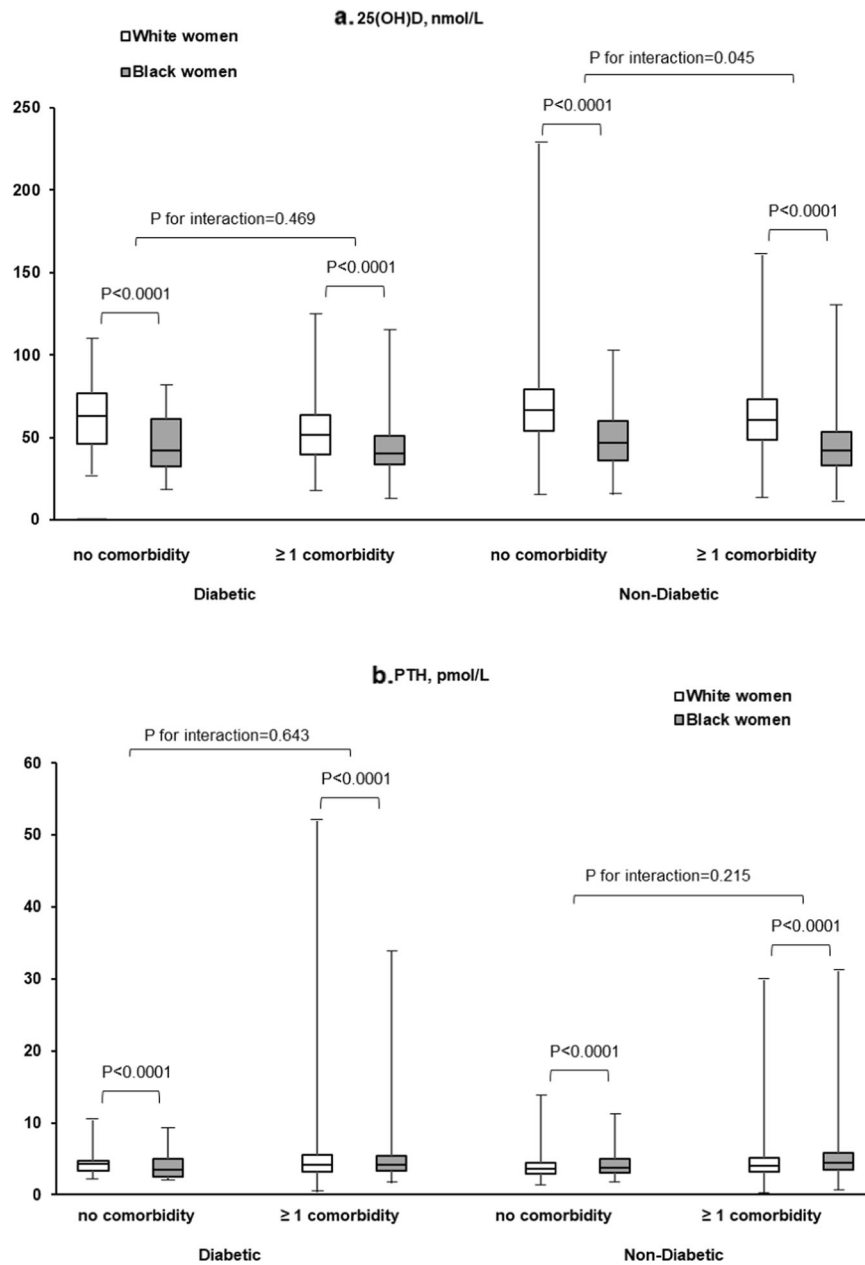 a. 25(OH)D, nmol/L
White women
Black women
P for interaction=0.045
P<0.0001
P<0.0001
P for interaction=0.469
P<0.0001
P<0.0001
250
200
150
100
50
0
no comorbidity
≥ 1 comorbidity
no comorbidity
≥ 1 comorbidity
Diabetic
Non-Diabetic
b. PTH, pmol/L
White women
Black women
P for interaction=0.643
P<0.0001
P for interaction=0.215
P<0.0001
P<0.0001
P<0.0001
60
50
40
30
20
10
0
no comorbidity
≥ 1 comorbidity
no comorbidity
≥ 1 comorbidity
Diabetic
Non-Diabetic